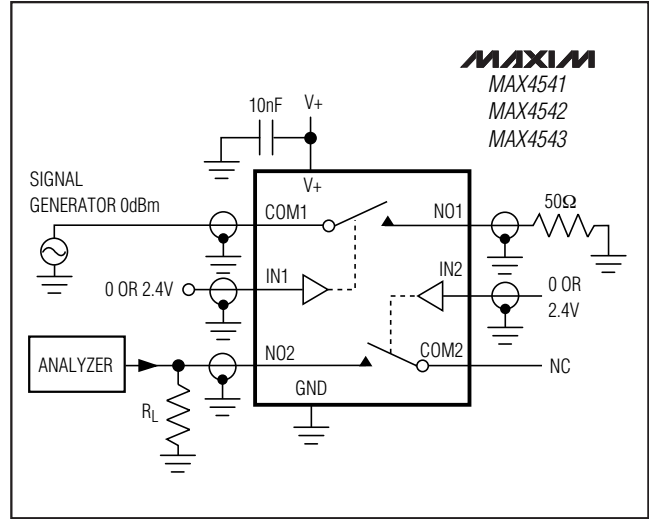 MAXIM
MAX4541
MAX4542
MAX4543
10nF
V+
V+
SIGNAL
GENERATOR 0dBm
COM1
NO1
50Ω
IN1
IN2
0 OR 2.4V
0 OR
2.4V
ANALYZER
NO2
COM2
NC
GND
RL